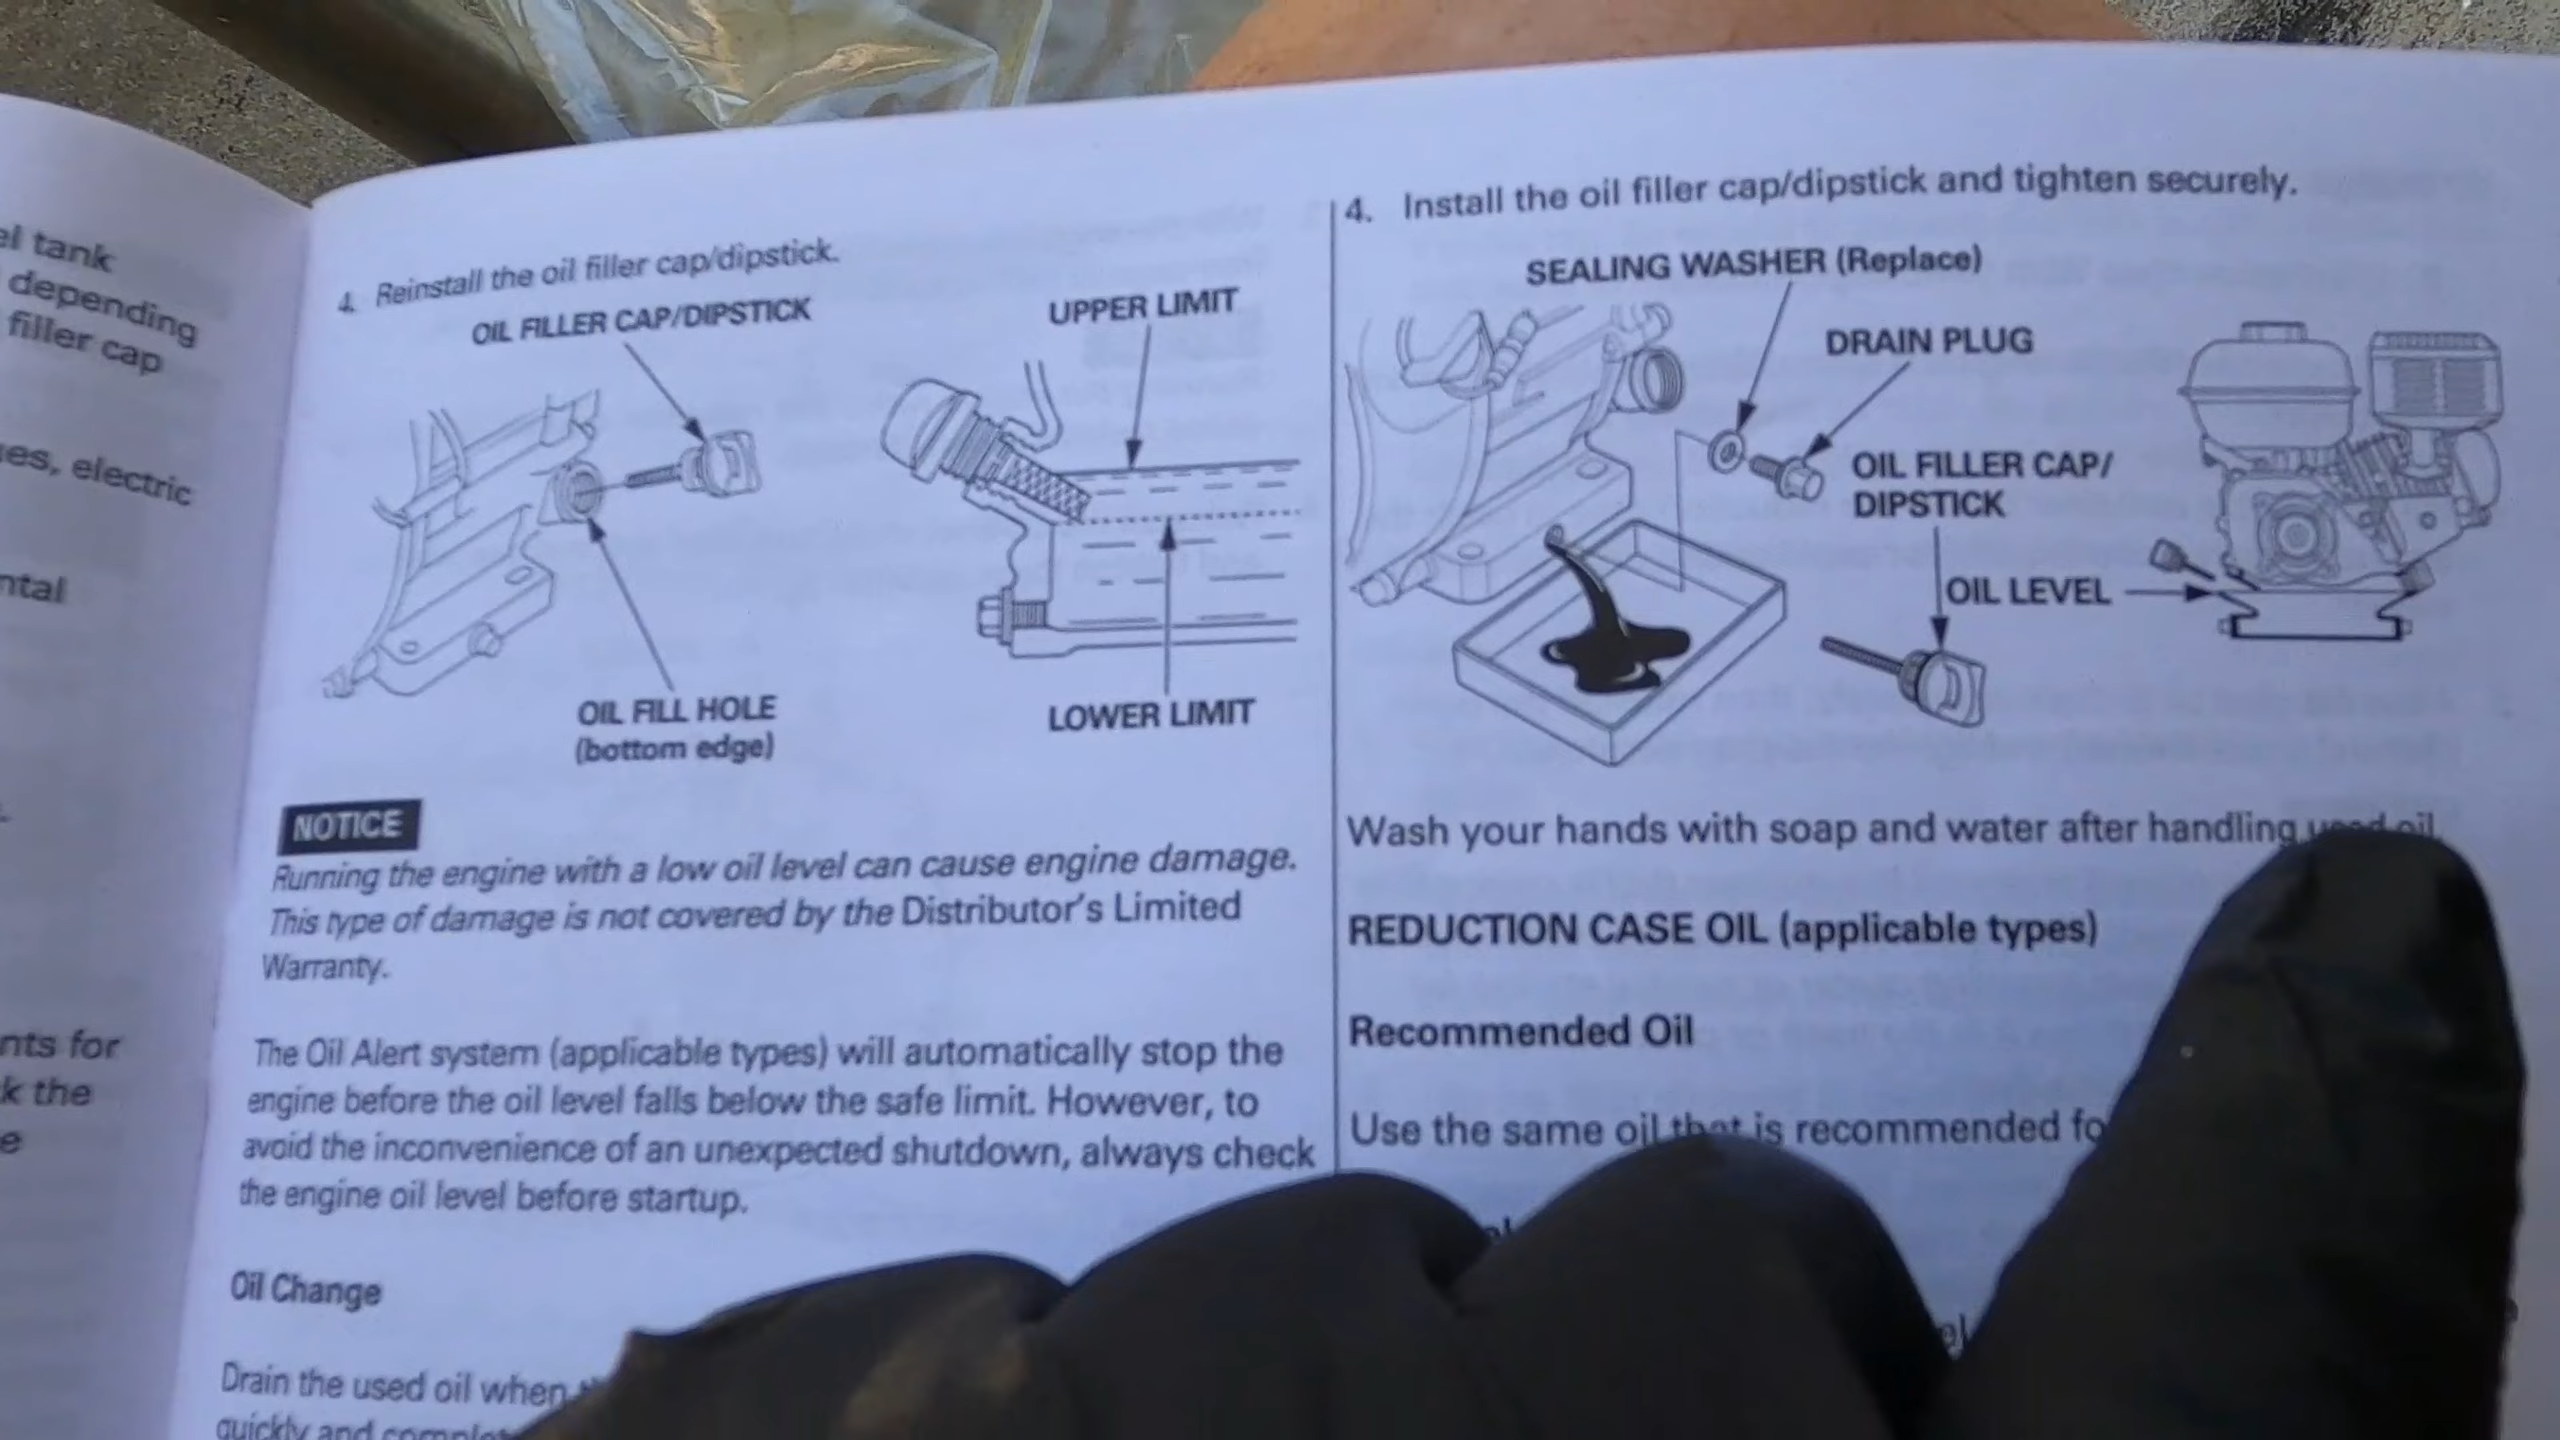 el tank
depending
filler cap
es, electric
ntal
nts for
k the
e
4. Reinstall the oil filler cap/dipstick.
OIL FILLER CAP/DIPSTICK
UPPER LIMIT
OIL FILL HOLE
(bottom edge)
LOWER LIMIT
NOTICE
Running the engine with a low oil level can cause engine damage.
This type of damage is not covered by the Distributor's Limited
Warranty.
The Oil Alert system (applicable types) will automatically stop the
engine before the oil level falls below the safe limit. However, to
avoid the inconvenience of an unexpected shutdown, always check
the engine oil level before startup.
Oil Change
Drain the used oil when
quickly and
4. Install the oil filler cap/dipstick and tighten securely.
SEALING WASHER (Replace)
DRAIN PLUG
OIL FILLER CAP/
DIPSTICK
OIL LEVEL
Wash your hands with soap and water after handling used oil.
REDUCTION CASE OIL (applicable types)
Recommended Oil
Use the same oil that is recommended